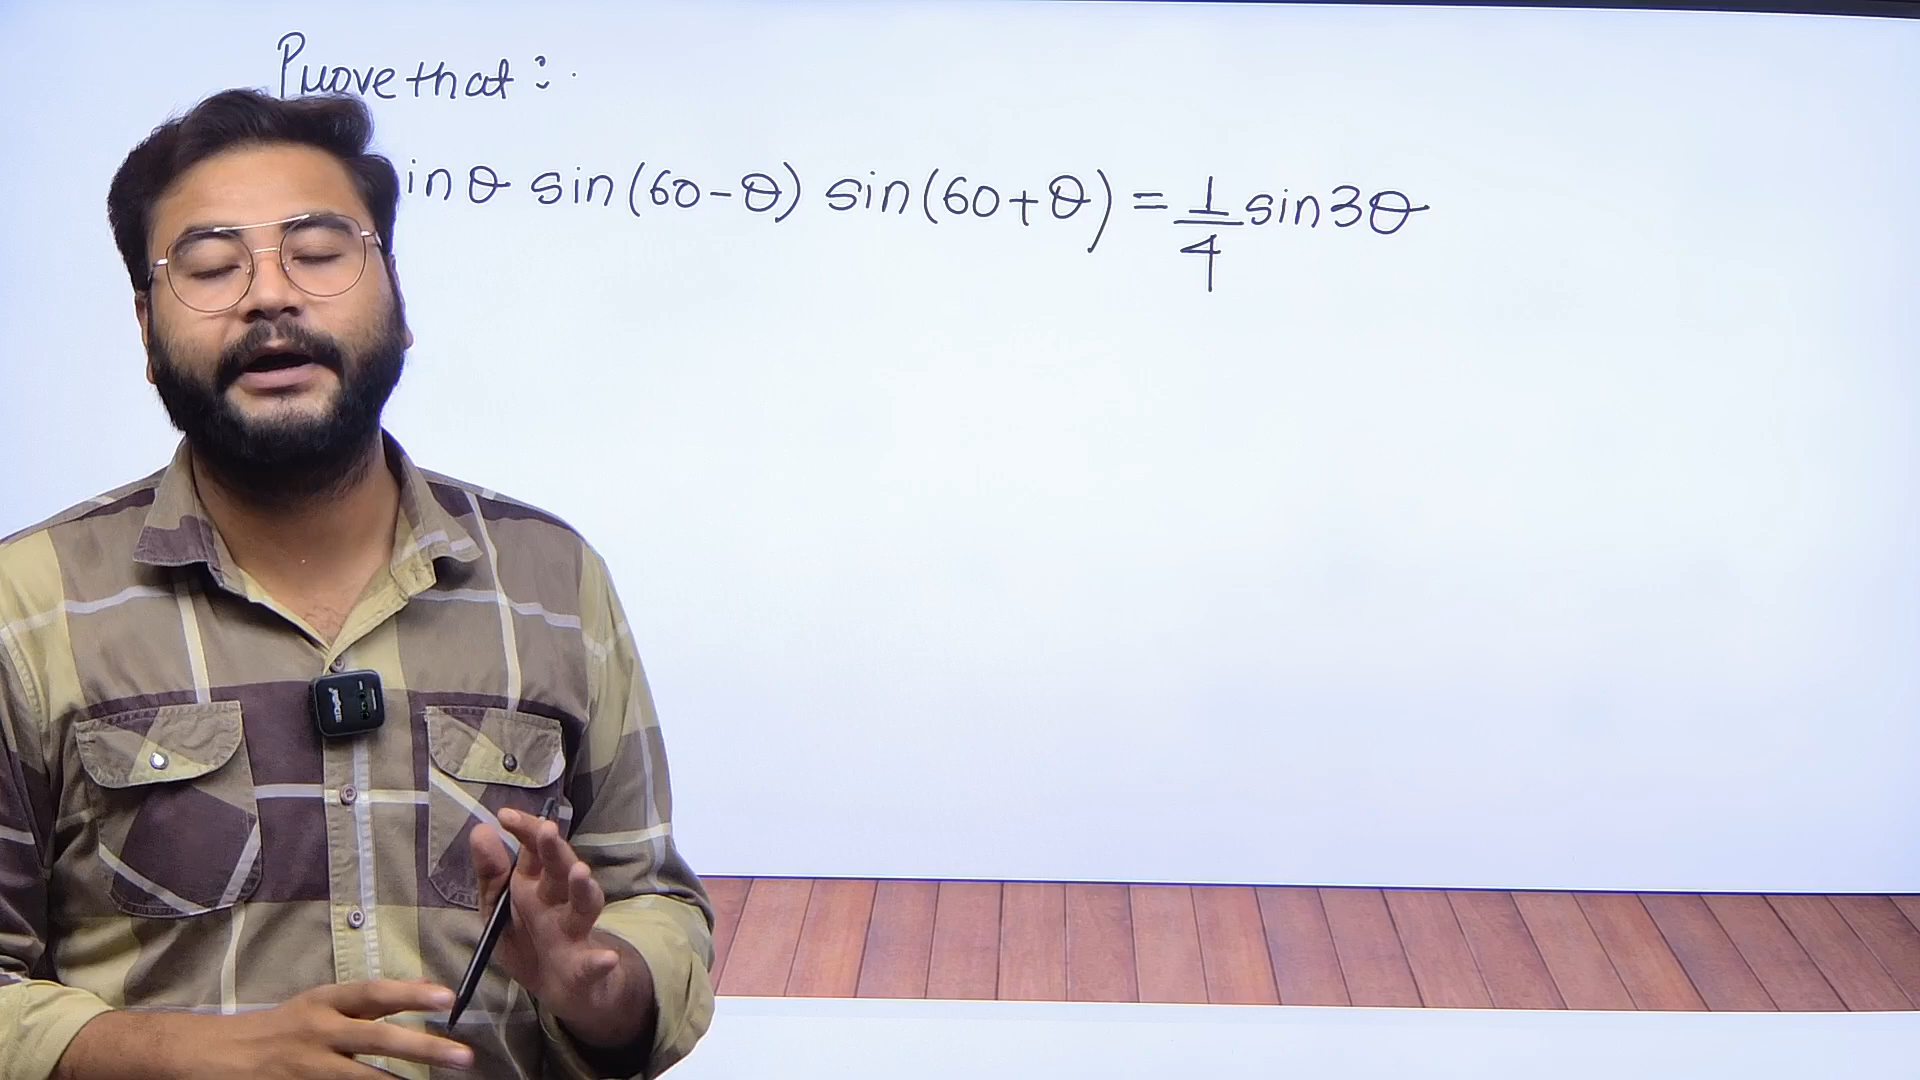 Prove that :
in θ sin(60-θ) sin(60+θ) = 1/4 sin3θ